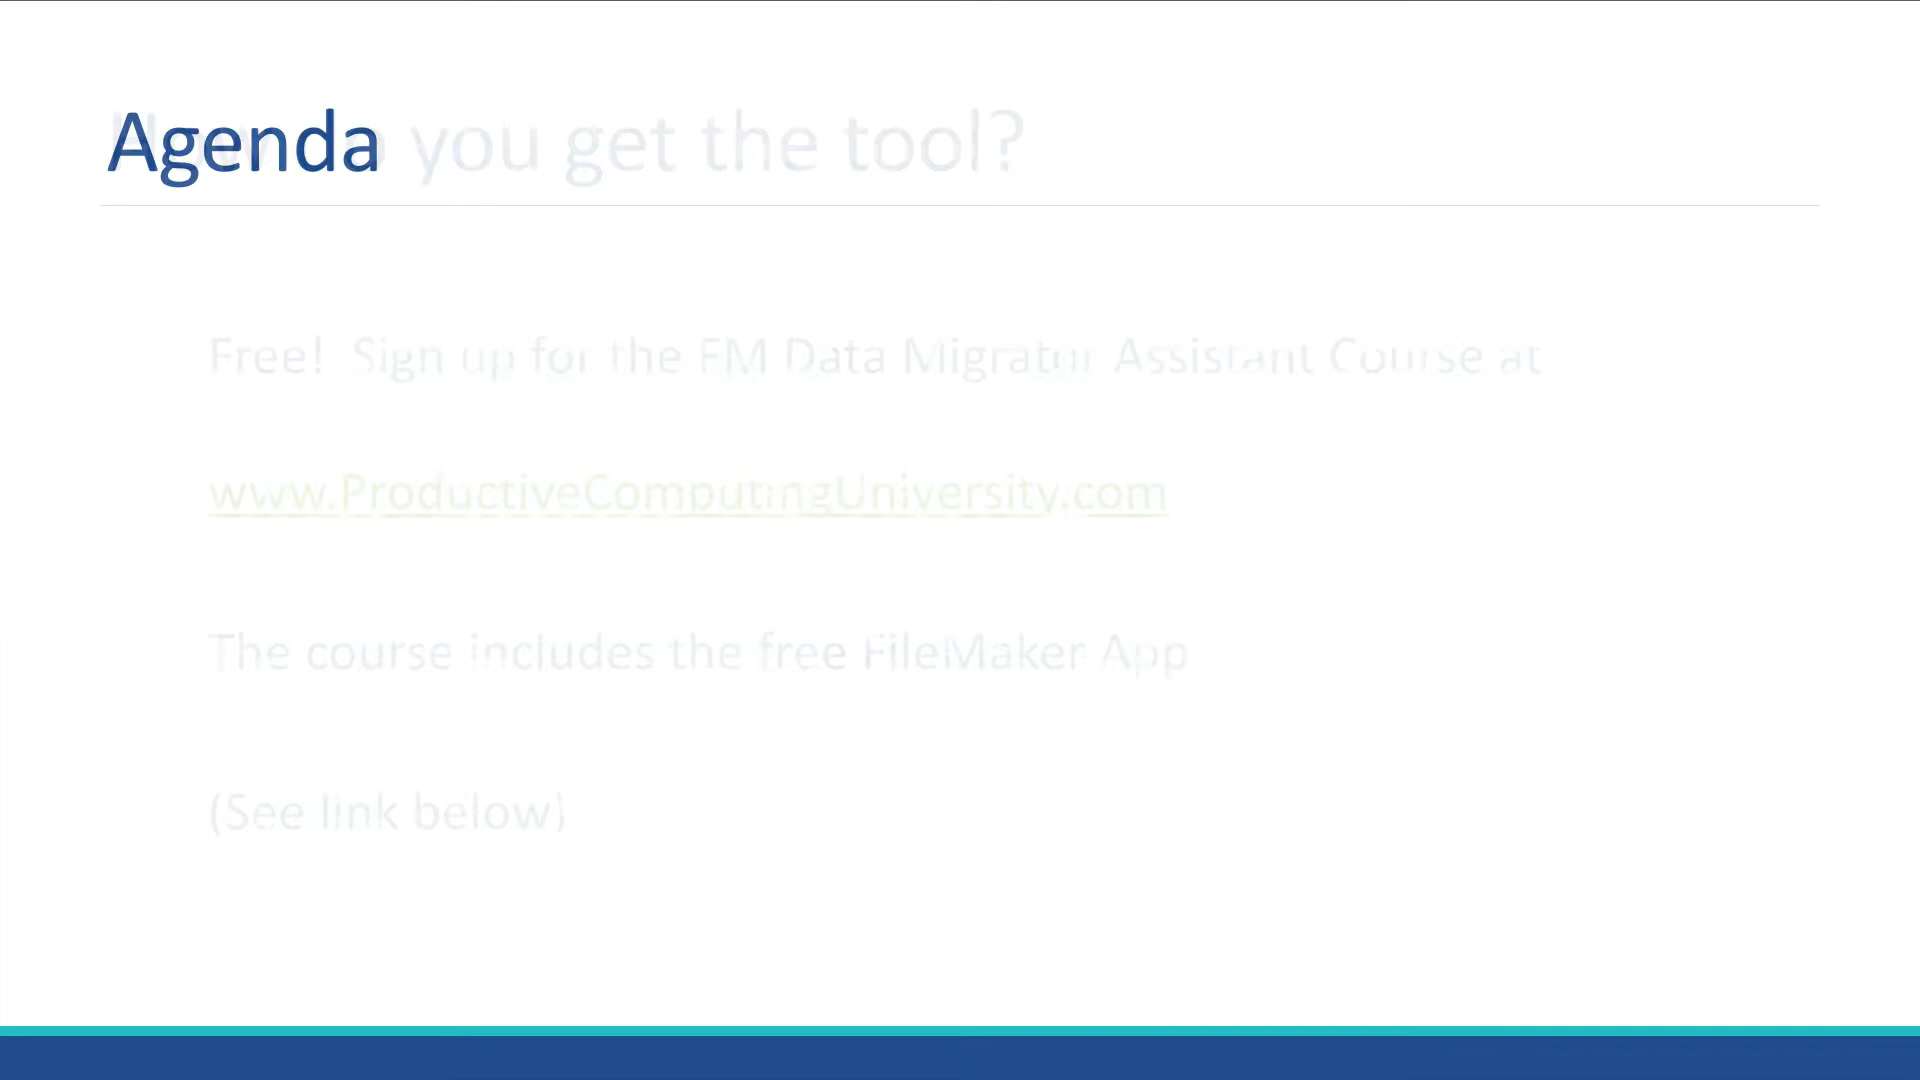 Agenda
you get the tool?
Free! Sign up for the FM Data Migrator Assistant Course at
www.ProductiveComputingUniversity.com
The course includes the free FileMaker App
(See link below)